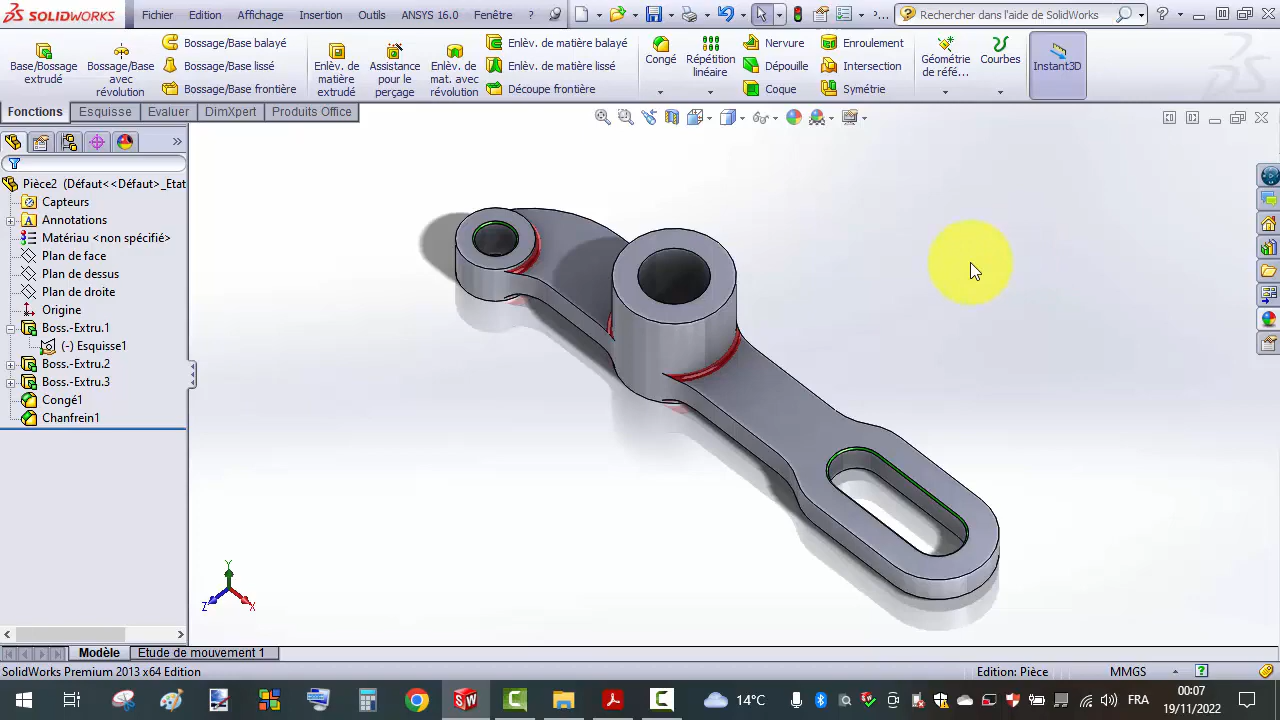 SOLIDWORKS
Fichier Edition Affichage Insertion Outils ANSYS 16.0 Fenêtre ?
Rechercher dans l'aide de SolidWorks
Base/Bossage extrudé
Bossage/Base avec révolution
Bossage/Base balayé
Bossage/Base lissé
Bossage/Base frontière
Enlèv. de matière extrudé
Assistance pour le perçage
Enlèv. de mat. avec révolution
Enlèv. de matière balayé
Enlèv. de matière lissé
Découpe frontière
Congé
Répétition linéaire
Nervure
Dépouille
Coque
Enroulement
Intersection
Symétrie
Géométrie de réfé...
Courbes
Instant3D
Fonctions Esquisse Evaluer DimXpert Produits Office
Pièce2 (Défaut<<Défaut>_Etat
Capteurs
Annotations
Matériau <non spécifié>
Plan de face
Plan de dessus
Plan de droite
Origine
Boss.-Extru.1
(-) Esquisse1
Boss.-Extru.2
Boss.-Extru.3
Congé1
Chanfrein1
Y
Z
X
Modèle Etude de mouvement 1
SolidWorks Premium 2013 x64 Edition
Edition: Pièce
MMGS
14°C
FRA
00:07
19/11/2022